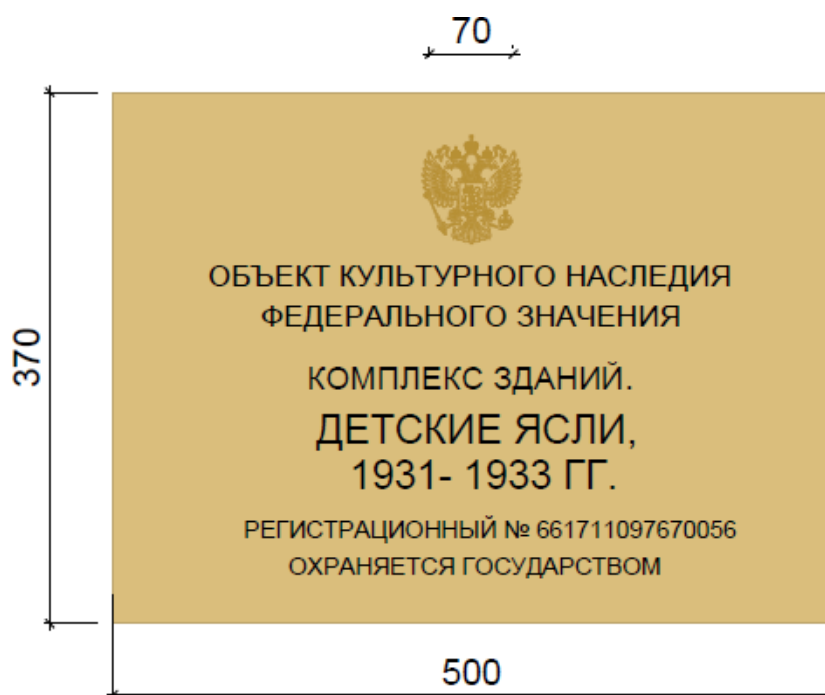 70
ОБЪЕКТ КУЛЬТУРНОГО НАСЛЕДИЯ
ФЕДЕРАЛЬНОГО ЗНАЧЕНИЯ
КОМПЛЕКС ЗДАНИЙ.
370
ДЕТСКИЕ ЯСЛИ,
1931- 1933 ГГ.
РЕГИСТРАЦИОННЫЙ № 661711097670056
ОХРАНЯЕТСЯ ГОСУДАРСТВОМ
500